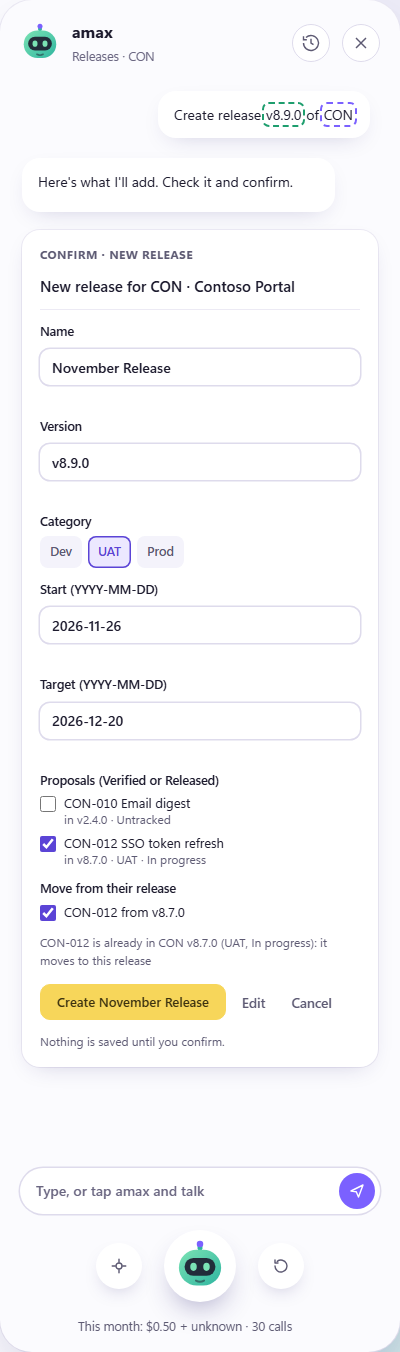 amax
Releases · CON
Create release v8.9.0 of CON
Here's what I'll add. Check it and confirm.
CONFIRM · NEW RELEASE
New release for CON · Contoso Portal
Name
November Release
Version
v8.9.0
Category
Dev UAT Prod
Start (YYYY-MM-DD)
2026-11-26
Target (YYYY-MM-DD)
2026-12-20
Proposals (Verified or Released)
CON-010 Email digest
in v2.4.0 · Untracked
CON-012 SSO token refresh
in v8.7.0 · UAT · In progress
Move from their release
CON-012 from v8.7.0
CON-012 is already in CON v8.7.0 (UAT, In progress): it
moves to this release
Create November Release Edit Cancel
Nothing is saved until you confirm.
Type, or tap amax and talk
This month: $0.50 + unknown · 30 calls